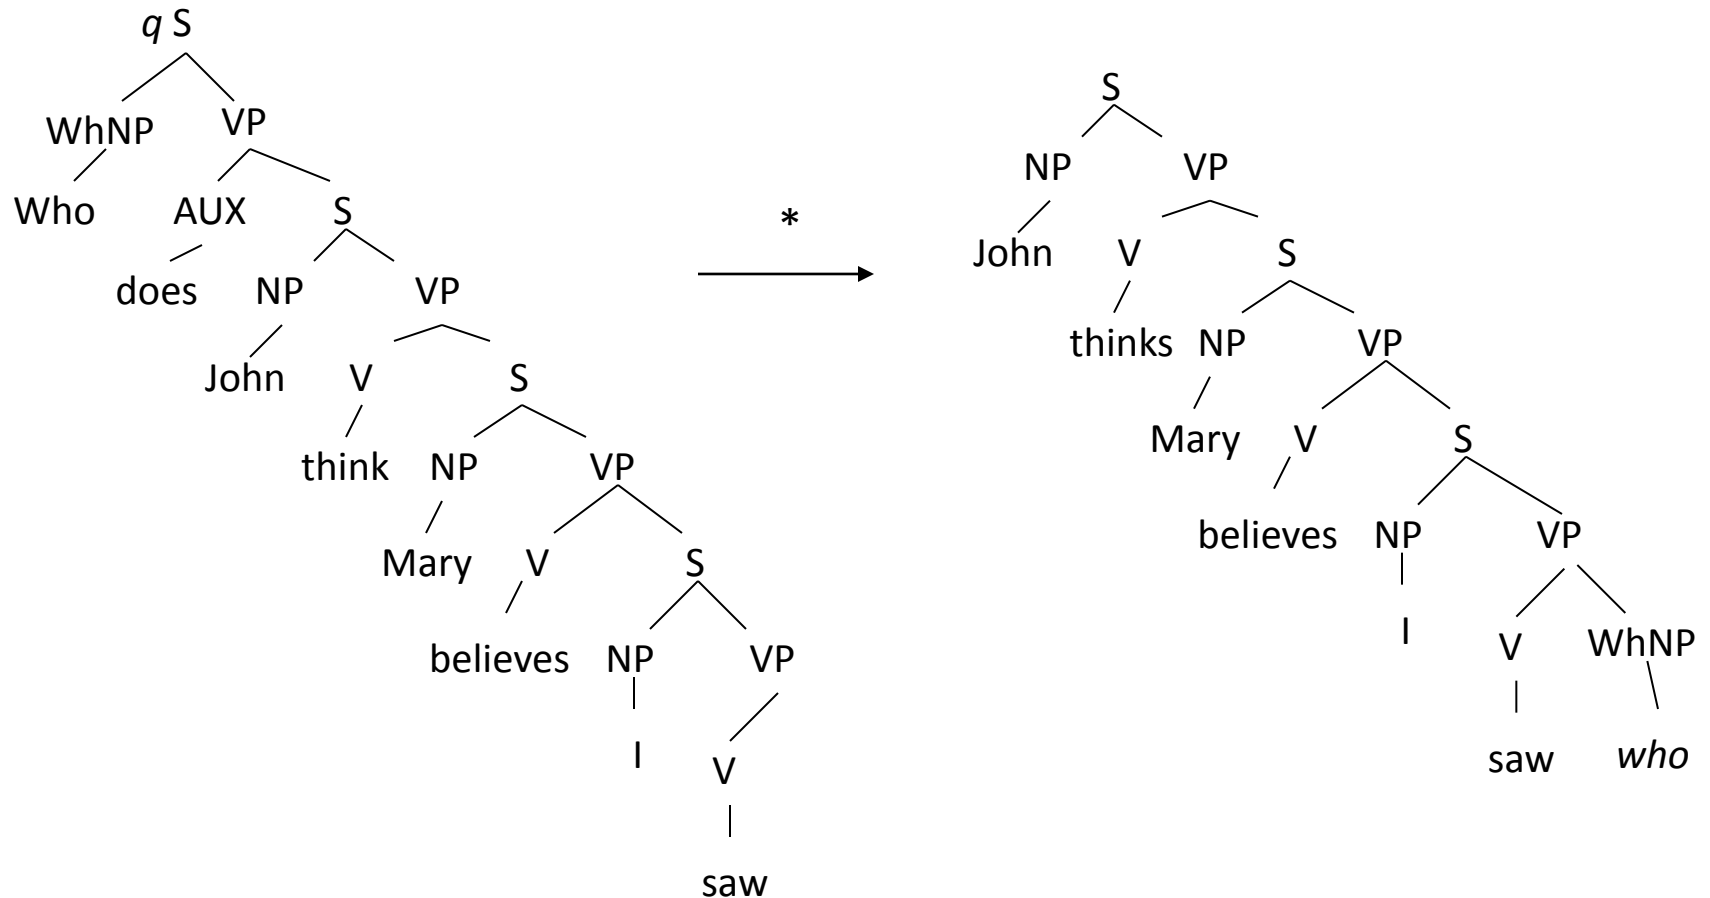 q S
WhNP VP
Who AUX S
does NP VP
John V S
think NP VP
Mary V S
believes NP VP
I V
saw
*
S
NP VP
John V S
thinks NP VP
Mary V S
believes NP VP
I V WhNP
saw who